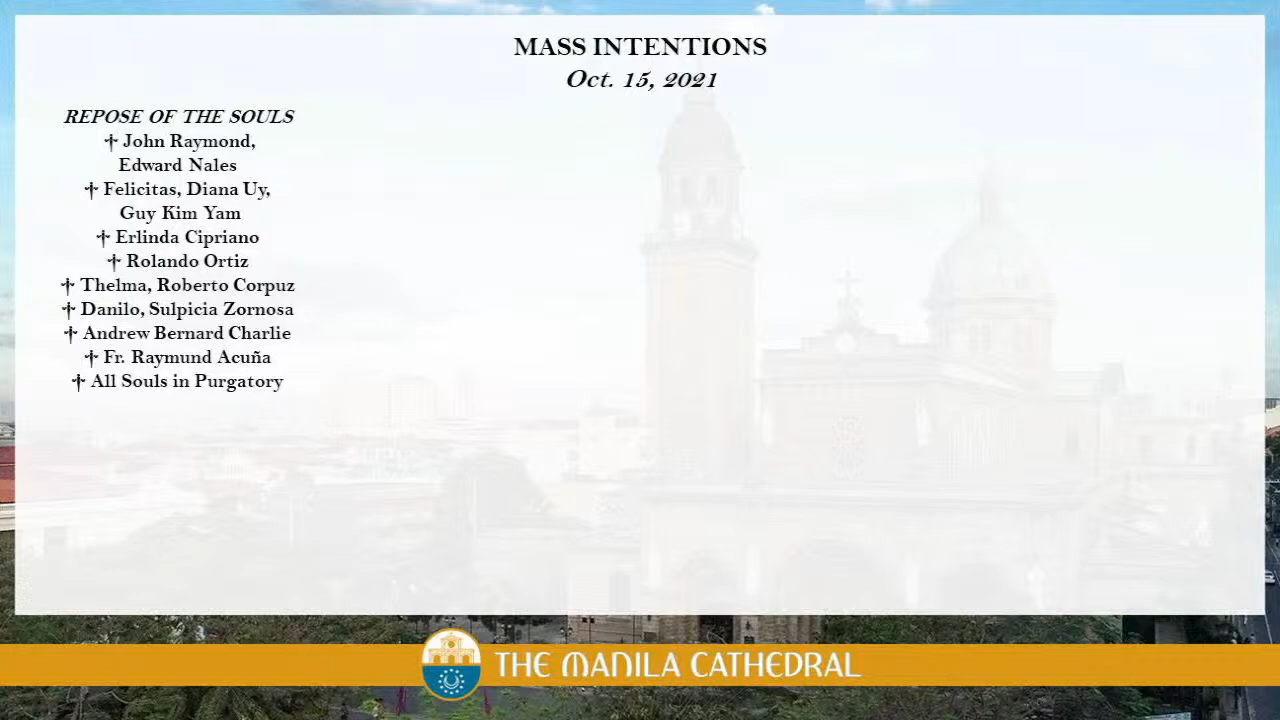 MASS INTENTIONS
Oct. 15, 2021
REPOSE OF THE SOULS
♱ John Raymond,
Edward Nales
♱ Felicitas, Diana Uy,
Guy Kim Yam
♱ Erlinda Cipriano
♱ Rolando Ortiz
♱ Thelma, Roberto Corpuz
♱ Danilo, Sulpicia Zornosa
♱ Andrew Bernard Charlie
♱ Fr. Raymund Acuña
♱ All Souls in Purgatory
THE MANILA CATHEDRAL